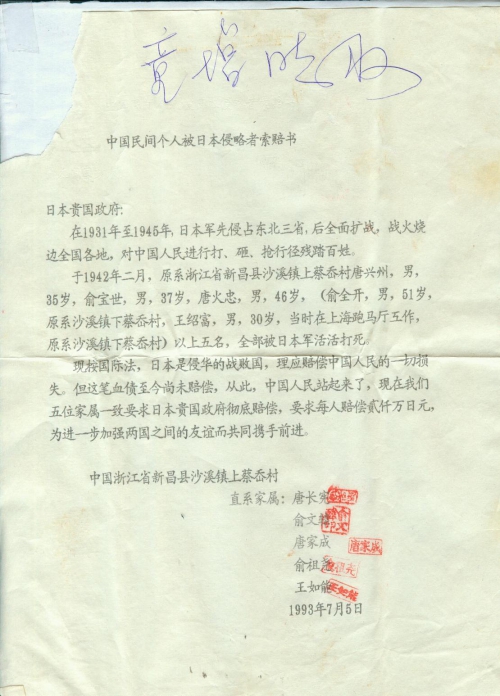 童增收
中国民间个人被日本侵略者索赔书
日本贵国政府:
在1931年至1945年,日本军先侵占东北三省,后全面扩战,战火烧
边全国各地,对中国人民进行打、砸、抢行径残踏百姓。
于1942年二月,原系浙江省新昌县沙溪镇上蔡岙村唐兴州,男,
35岁,俞宝世,男,37岁,唐火忠,男,46岁,(俞全开,男,51岁,
原系沙溪镇下蔡岙村,王绍富,男,30岁,当时在上海跑马厅五作,
原系沙溪镇下蔡岙村)以上五名,全部被日本军活活打死。
现按国际法,日本是侵华的战败国,理应赔偿中国人民的一切损
失。但这笔血债至今尚未赔偿,从此,中国人民站起来了,现在我们
五位家属一致要求日本贵国政府彻底赔偿,要求每人赔偿贰仟万日元,
为进一步加强两国之间的友谊而共同携手前进。
中国浙江省新昌县沙溪镇上蔡岙村
直系家属:唐长宪
俞文
唐家成 唐家成
俞祖尧
王如能 王如能
1993年7月5日